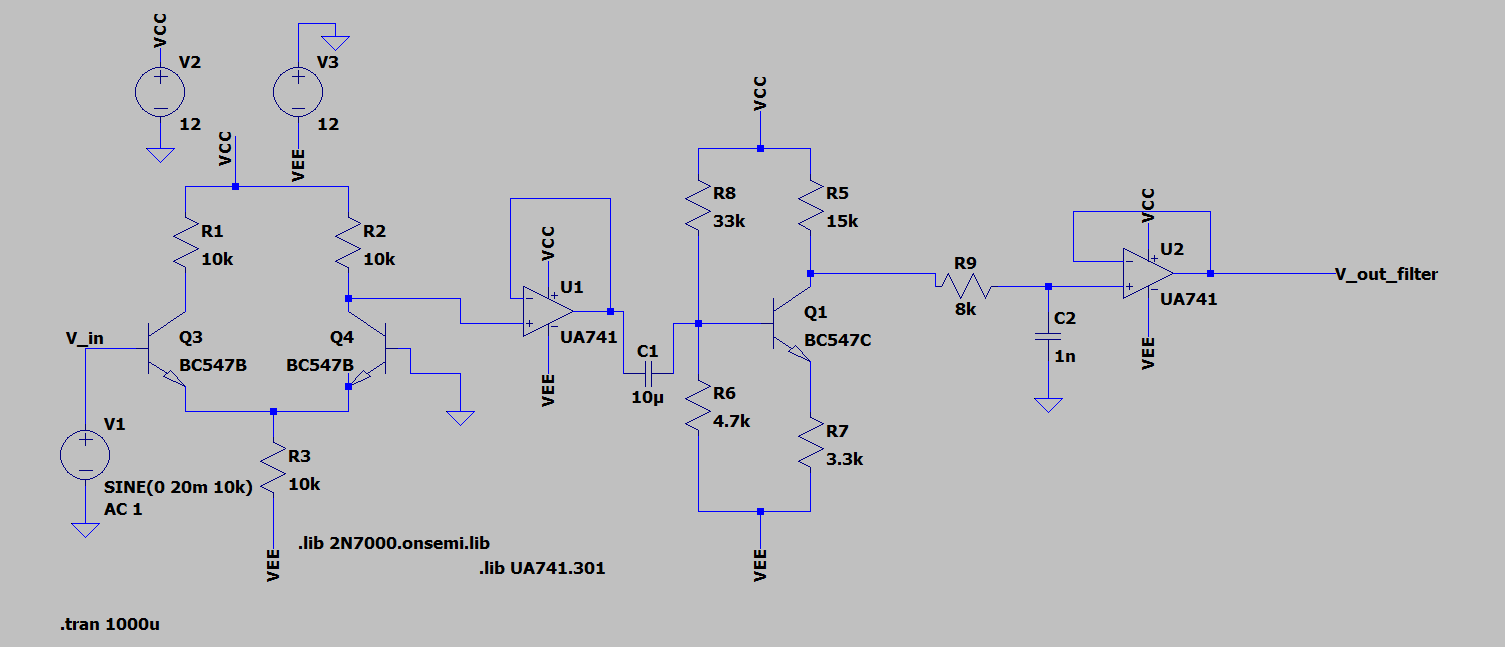 VCC
V2
12
V3
12
VEE
VCC
R1
10k
R2
10k
V_in
Q3
BC547B
Q4
BC547B
V1
SINE(0 20m 10k)
AC 1
R3
10k
VEE
VCC
U1
UA741
VEE
C1
10µ
VCC
R8
33k
R5
15k
Q1
BC547C
R6
4.7k
R7
3.3k
VEE
R9
8k
C2
1n
VCC
U2
UA741
VEE
V_out_filter
.lib 2N7000.onsemi.lib
.lib UA741.301
.tran 1000u